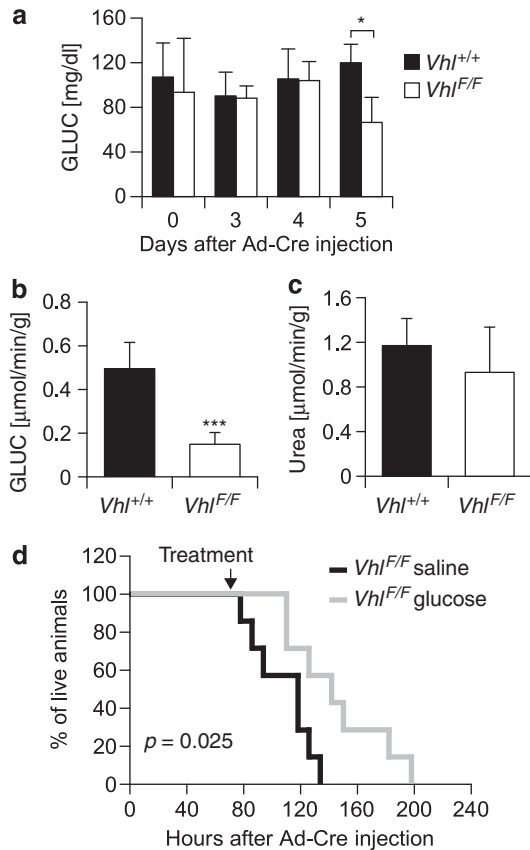 a
GLUC [mg/dl]
160
120
80
40
0
*
Vhl+/+
VhlF/F
0 3 4 5
Days after Ad-Cre injection
b
GLUC [µmol/min/g]
0.8
0.6
0.4
0.2
0
***
Vhl+/+ VhlF/F
c
Urea [µmol/min/g]
1.6
1.2
0.8
0.4
0
Vhl+/+ VhlF/F
d
% of live animals
120
100
80
60
40
20
0
Treatment
VhlF/F saline
VhlF/F glucose
p = 0.025
0 40 80 120 160 200 240
Hours after Ad-Cre injection